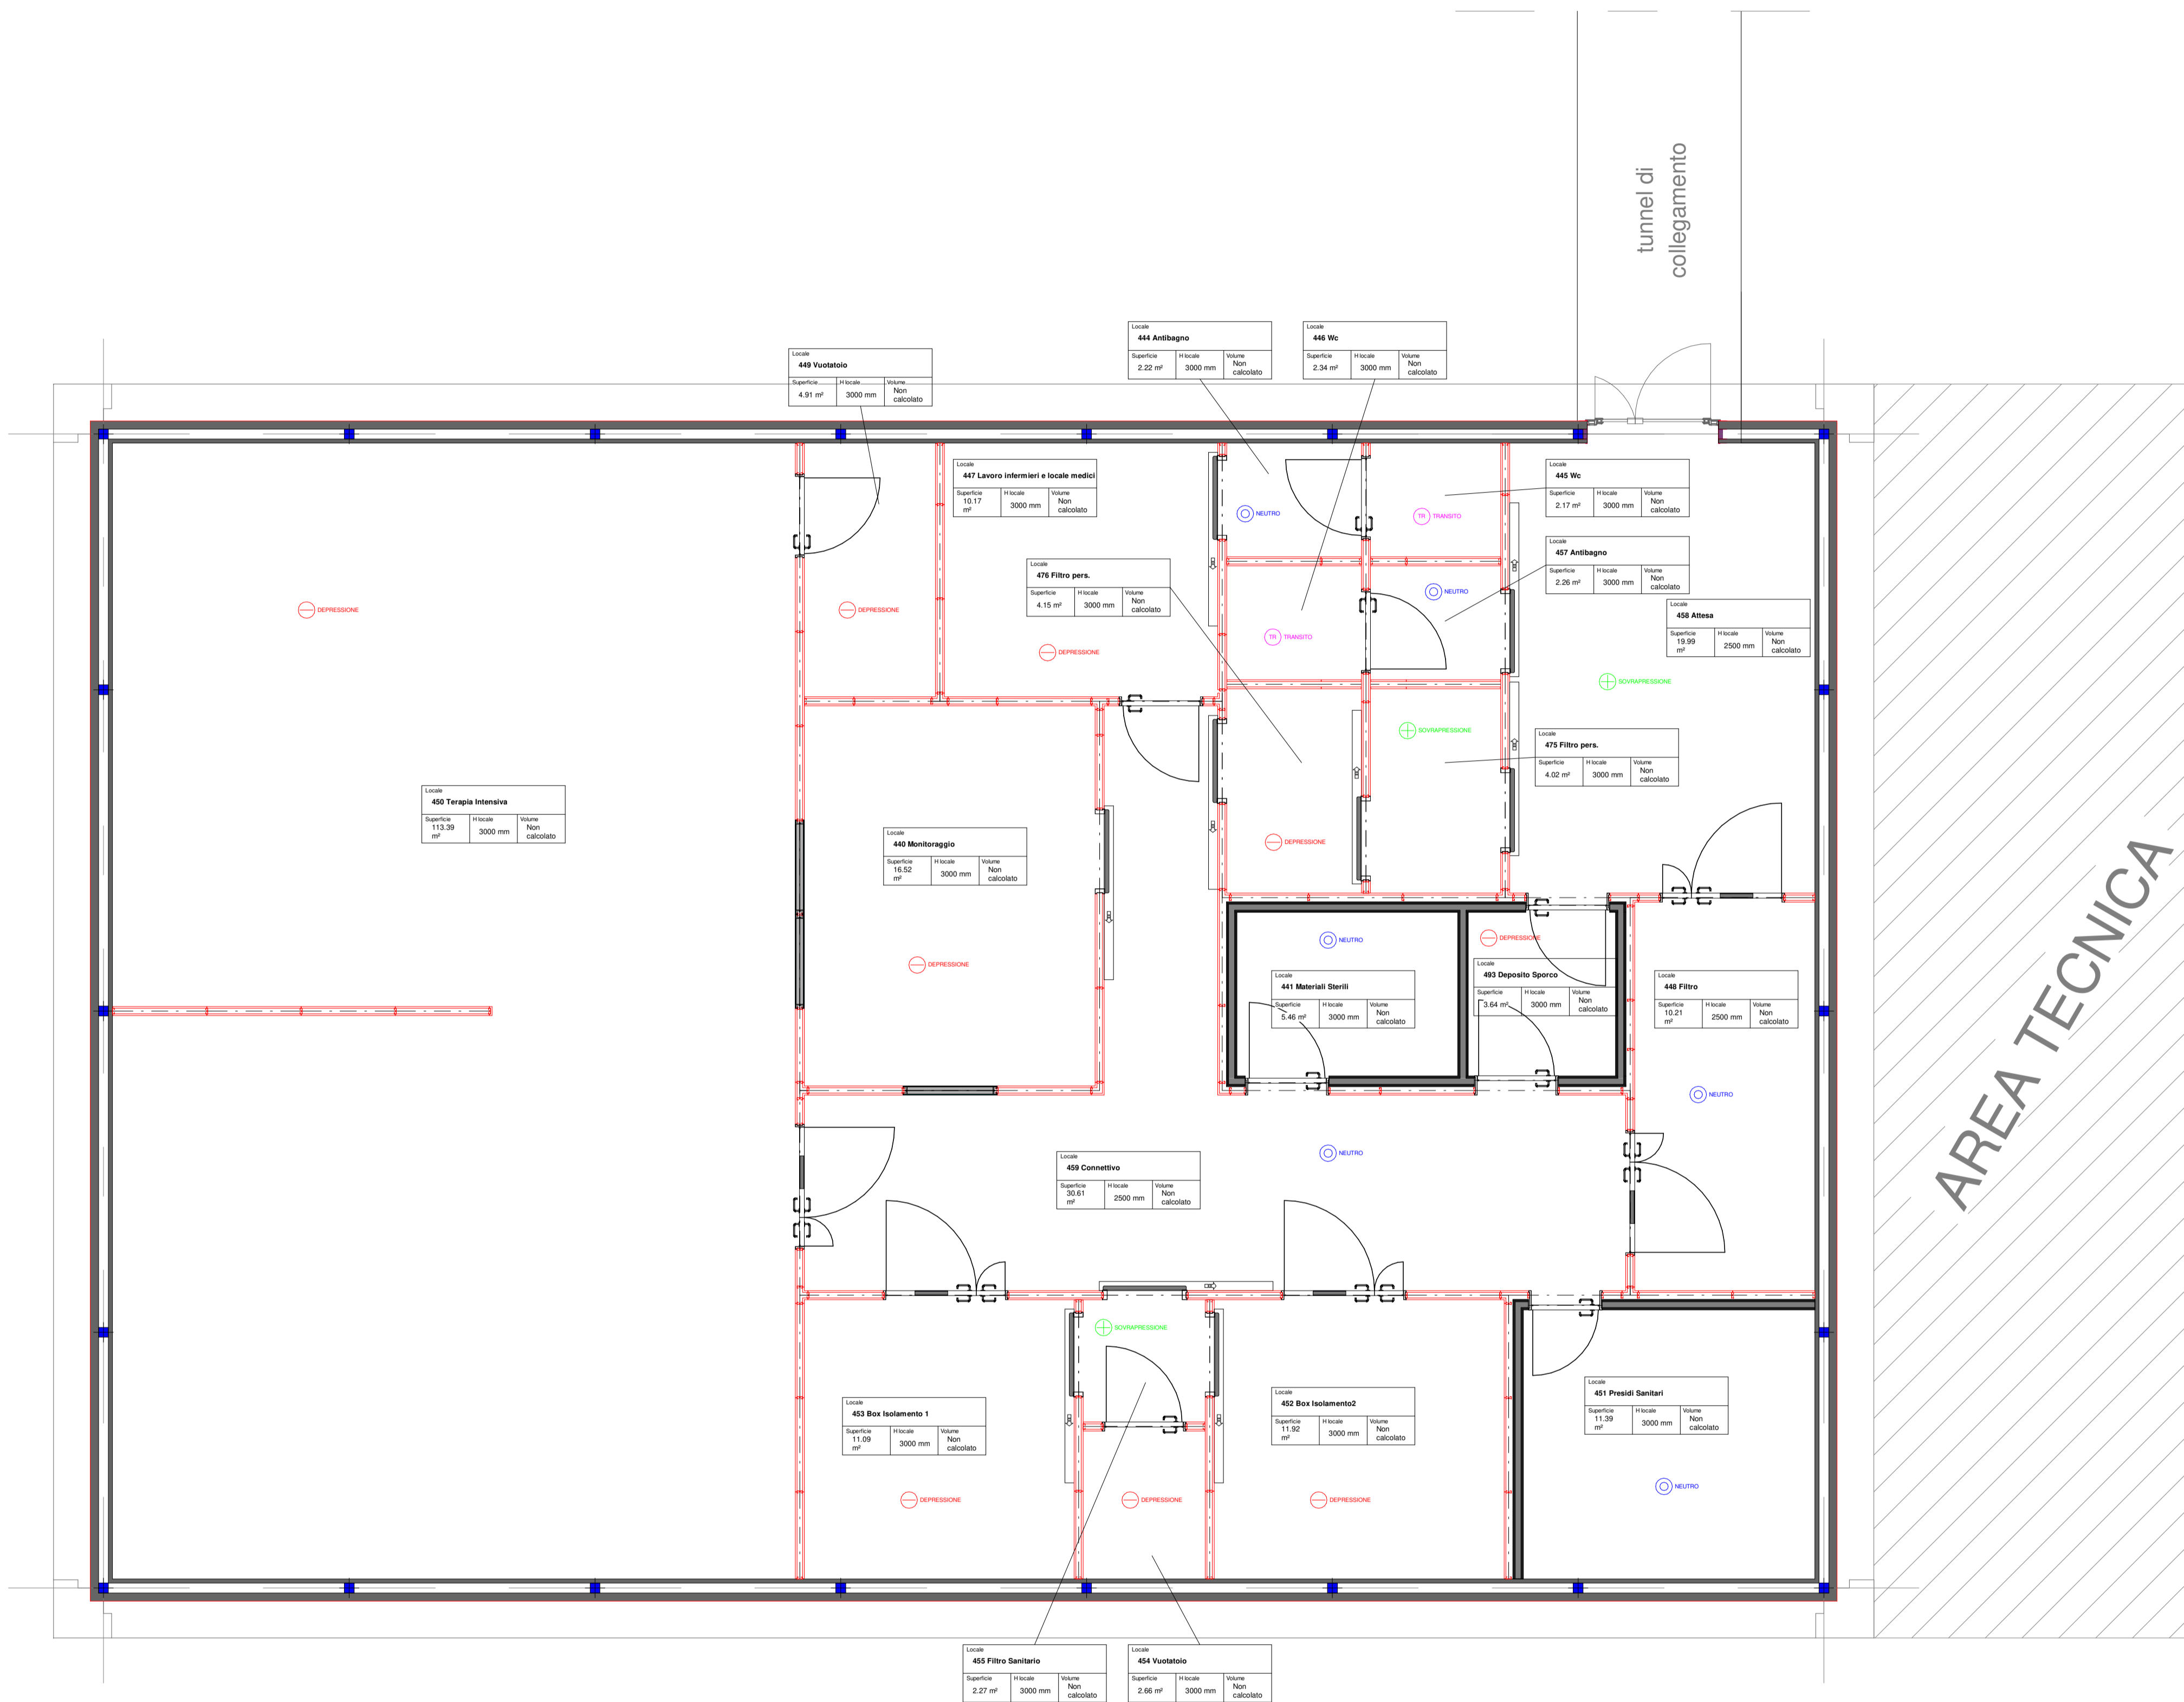 tunnel di
collegamento
Locale
444 Antibagno
Superficie H locale Volume
2.22 m² 3000 mm Non calcolato
Locale
446 Wc
Superficie H locale Volume
2.34 m² 3000 mm Non calcolato
Locale
449 Vuotatoio
Superficie H locale Volume
4.91 m² 3000 mm Non calcolato
Locale
447 Lavoro infermieri e locale medici
Superficie H locale Volume
10.17 m² 3000 mm Non calcolato
Locale
445 Wc
Superficie H locale Volume
2.17 m² 3000 mm Non calcolato
NEUTRO
TR TRANSITO
Locale
457 Antibagno
Superficie H locale Volume
2.26 m² 3000 mm Non calcolato
Locale
476 Filtro pers.
Superficie H locale Volume
4.15 m² 3000 mm Non calcolato
NEUTRO
Locale
458 Attesa
Superficie H locale Volume
19.99 m² 2500 mm Non calcolato
DEPRESSIONE
DEPRESSIONE
TR TRANSITO
DEPRESSIONE
SOVRAPRESSIONE
SOVRAPRESSIONE
Locale
475 Filtro pers.
Superficie H locale Volume
4.02 m² 3000 mm Non calcolato
Locale
450 Terapia Intensiva
Superficie H locale Volume
113.39 m² 3000 mm Non calcolato
Locale
440 Monitoraggio
Superficie H locale Volume
16.52 m² 3000 mm Non calcolato
DEPRESSIONE
AREA TECNICA
NEUTRO
DEPRESSIONE
DEPRESSIONE
Locale
441 Materiali Sterili
Superficie H locale Volume
5.46 m² 3000 mm Non calcolato
Locale
493 Deposito Sporco
Superficie H locale Volume
3.64 m² 3000 mm Non calcolato
Locale
448 Filtro
Superficie H locale Volume
10.21 m² 2500 mm Non calcolato
NEUTRO
NEUTRO
Locale
459 Connettivo
Superficie H locale Volume
30.61 m² 2500 mm Non calcolato
SOVRAPRESSIONE
Locale
453 Box Isolamento 1
Superficie H locale Volume
11.09 m² 3000 mm Non calcolato
Locale
452 Box Isolamento2
Superficie H locale Volume
11.92 m² 3000 mm Non calcolato
Locale
451 Presidi Sanitari
Superficie H locale Volume
11.39 m² 3000 mm Non calcolato
NEUTRO
DEPRESSIONE
DEPRESSIONE
DEPRESSIONE
Locale
455 Filtro Sanitario
Superficie H locale Volume
2.27 m² 3000 mm Non calcolato
Locale
454 Vuotatoio
Superficie H locale Volume
2.66 m² 3000 mm Non calcolato